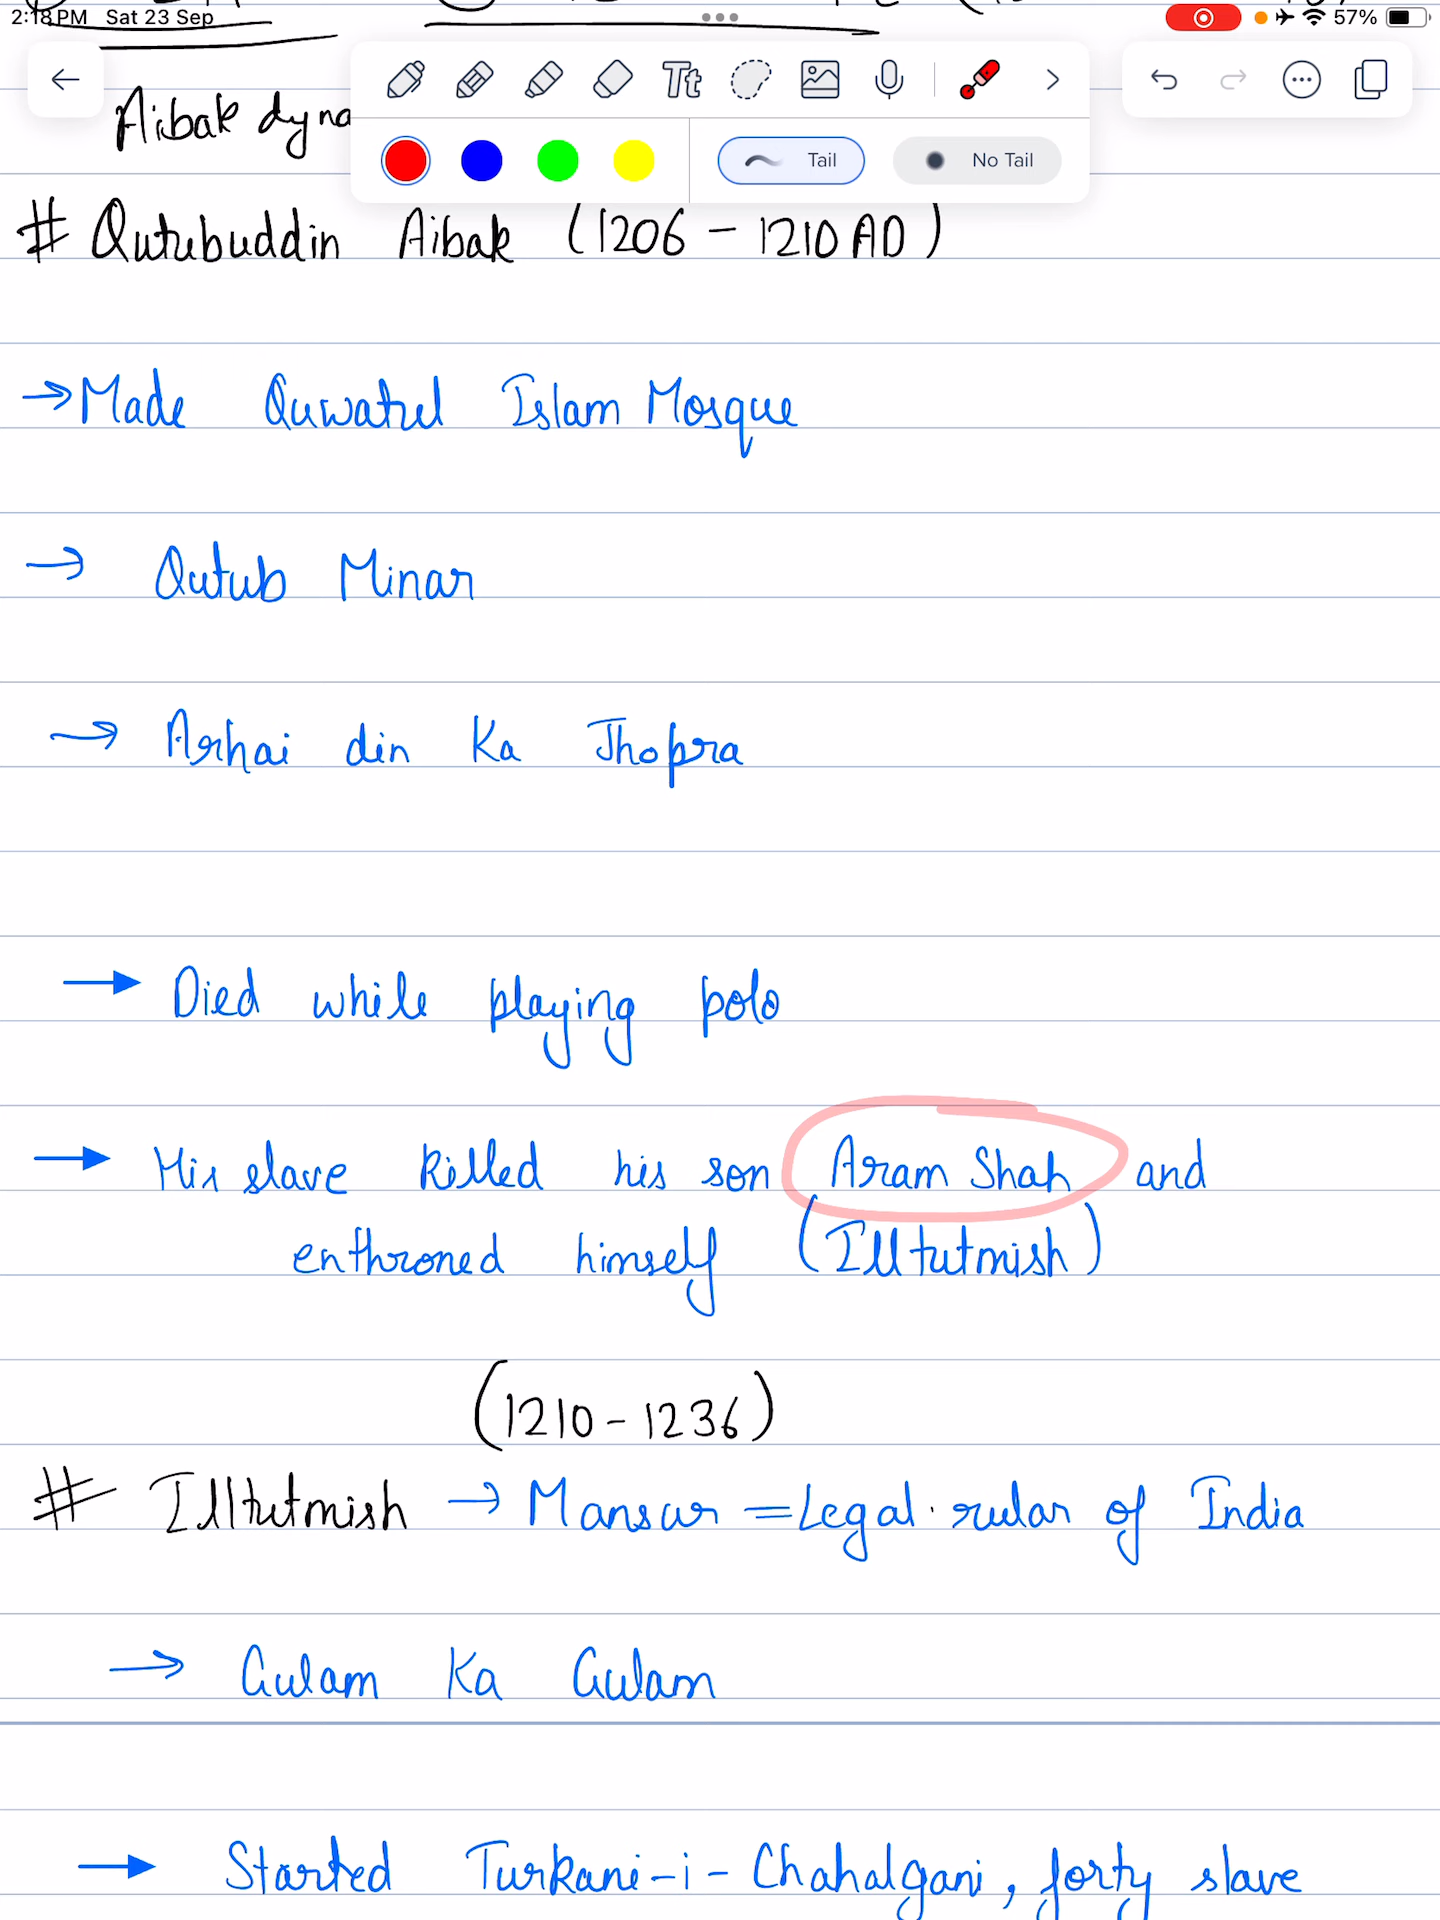 2:18 PM Sat 23 Sep
57%
Tt
Aibak dyna
Tail
No Tail
# Qutubuddin Aibak (1206 - 1210 AD)
→ Made Quwatul Islam Mosque
→ Qutub Minar
→ Arhai din Ka Jhopra
→ Died while playing polo
→ His slave killed his son Aram Shah and
enthroned himself (Illtutmish)
(1210 - 1236)
# Illtutmish → Mansur = Legal. rular of India
→ Gulam Ka Gulam
→ Started Turkani-i-Chahalgani, forty slave